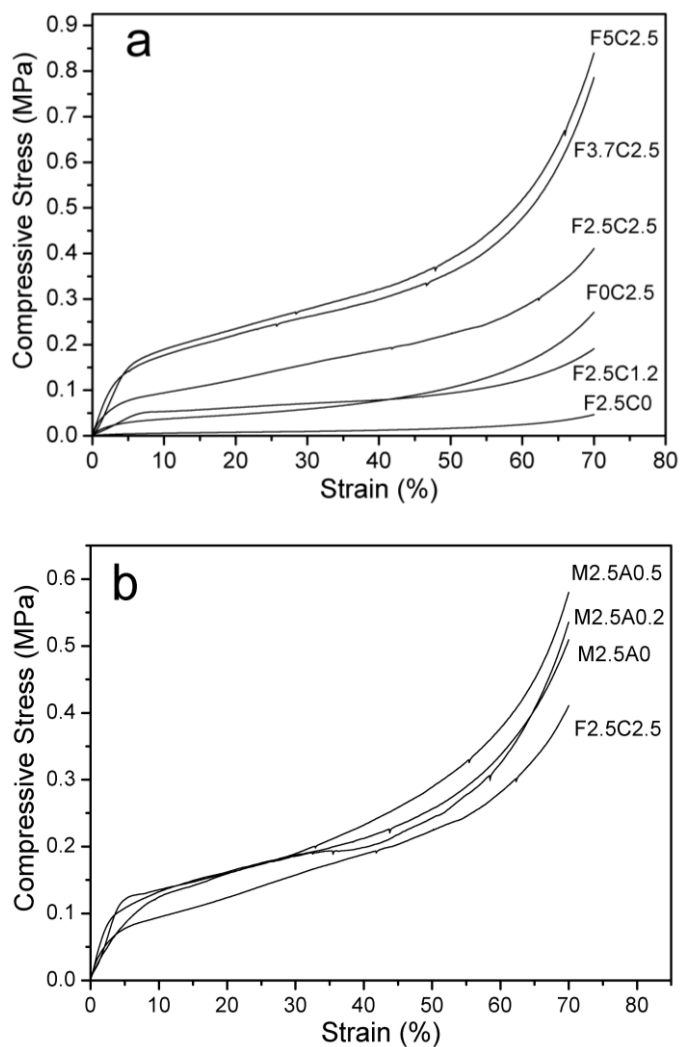 a
Compressive Stress (MPa)
0.9
0.8
0.7
0.6
0.5
0.4
0.3
0.2
0.1
0.0
F5C2.5
F3.7C2.5
F2.5C2.5
F0C2.5
F2.5C1.2
F2.5C0
0 10 20 30 40 50 60 70 80
Strain (%)
b
Compressive Stress (MPa)
0.6
0.5
0.4
0.3
0.2
0.1
0.0
M2.5A0.5
M2.5A0.2
M2.5A0
F2.5C2.5
0 10 20 30 40 50 60 70 80
Strain (%)